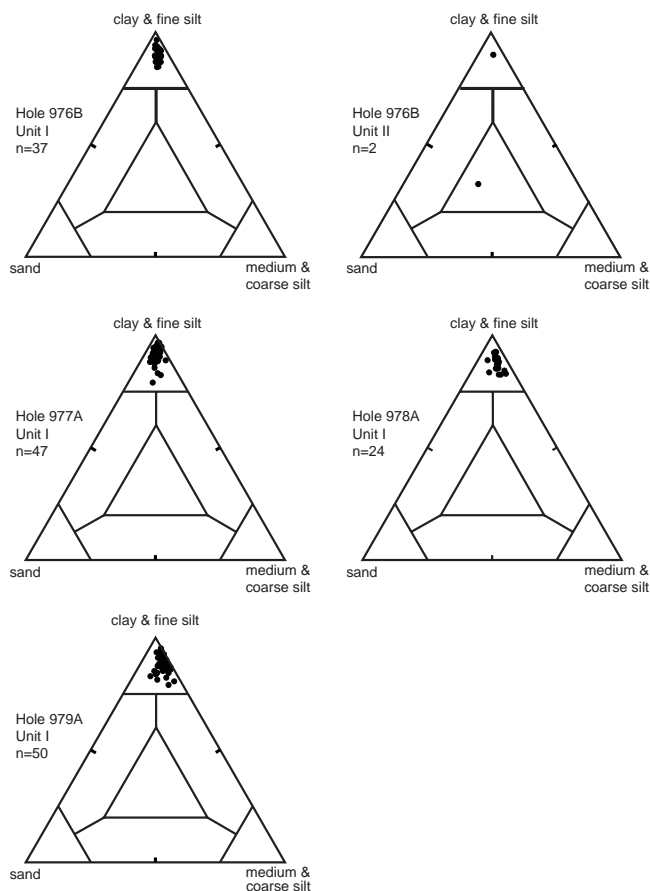 clay & fine silt
Hole 976B
Unit I
n=37
sand
medium &
coarse silt
clay & fine silt
Hole 976B
Unit II
n=2
sand
medium &
coarse silt
clay & fine silt
Hole 977A
Unit I
n=47
sand
medium &
coarse silt
clay & fine silt
Hole 978A
Unit I
n=24
sand
medium &
coarse silt
clay & fine silt
Hole 979A
Unit I
n=50
sand
medium &
coarse silt